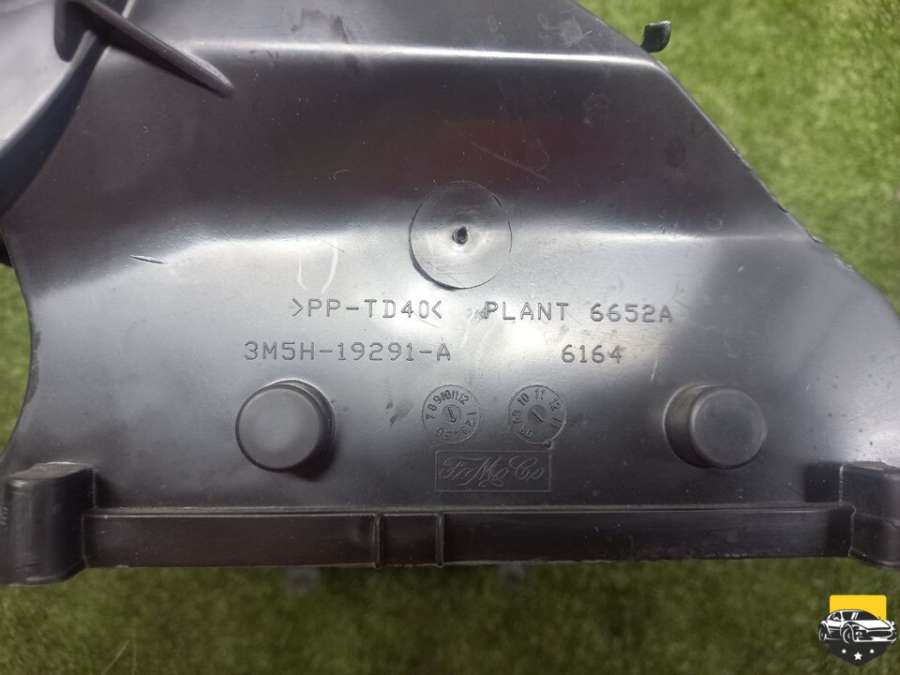 >PP-TD40< PLANT 6652A
3M5H-19291-A 6164
FoMoCo